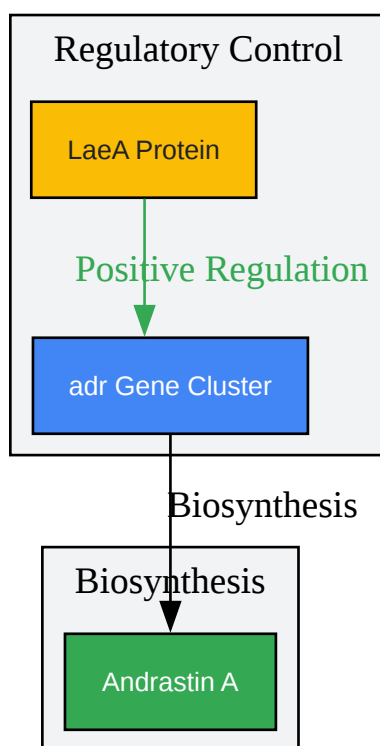 Regulatory Control
LaeA Protein
Positive Regulation
adr Gene Cluster
Biosynthesis
Biosynthesis
Andrastin A